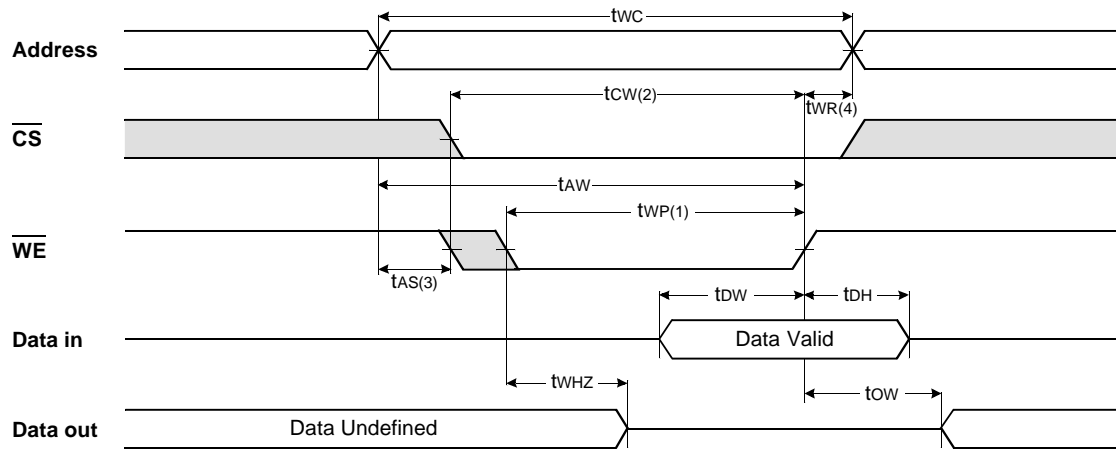 tWC
Address
tCW(2)
tWR(4)
CS
tAW
tWP(1)
WE
tAS(3)
tDW
tDH
Data in
Data Valid
tWHZ
tOW
Data out
Data Undefined